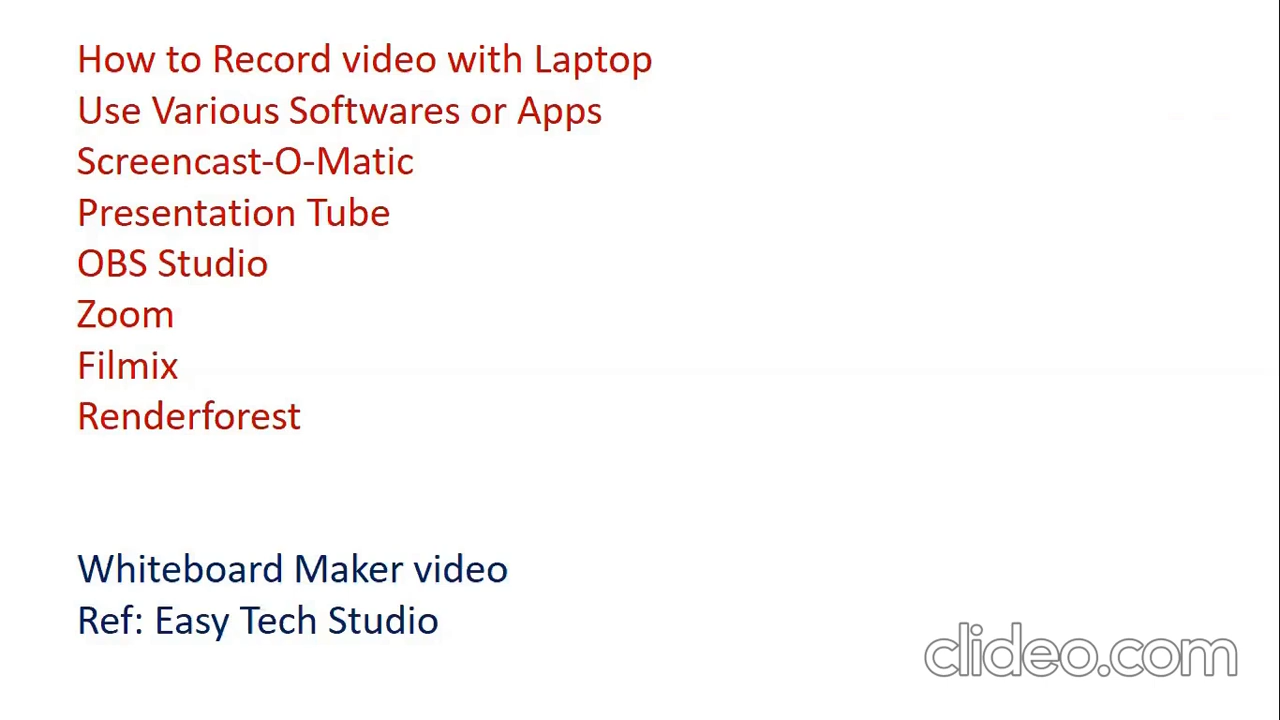 How to Record video with Laptop
Use Various Softwares or Apps
Screencast-O-Matic
Presentation Tube
OBS Studio
Zoom
Filmix
Renderforest
Whiteboard Maker video
Ref: Easy Tech Studio
clideo.com